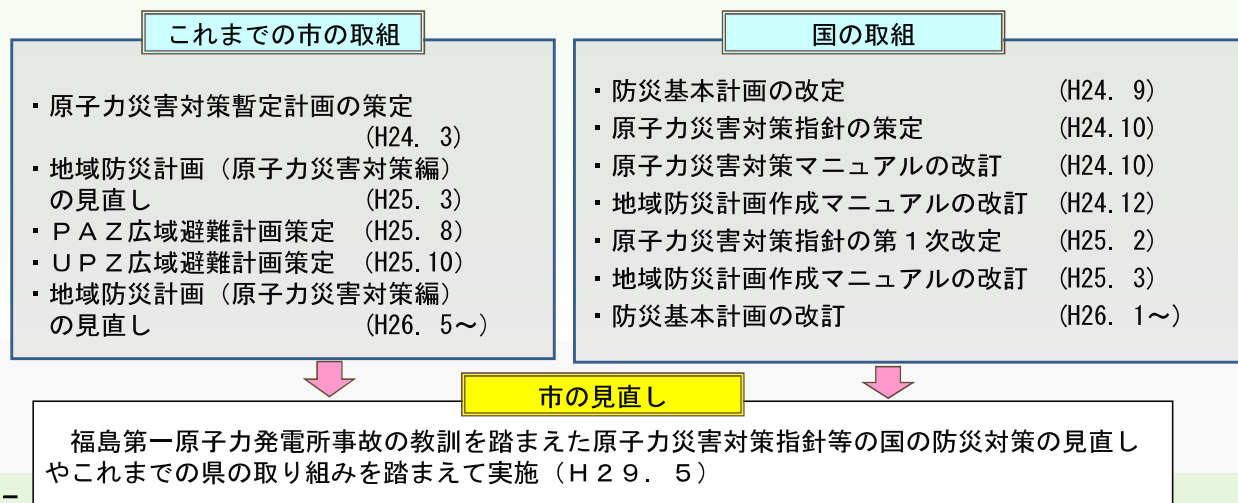 これまでの市の取組
・原子力災害対策暫定計画の策定
(H24. 3)
・地域防災計画（原子力災害対策編）
の見直し (H25. 3)
・ＰＡＺ広域避難計画策定 (H25. 8)
・ＵＰＺ広域避難計画策定 (H25.10)
・地域防災計画（原子力災害対策編）
の見直し (H26. 5～)
国の取組
・防災基本計画の改定 (H24. 9)
・原子力災害対策指針の策定 (H24.10)
・原子力災害対策マニュアルの改訂 (H24.10)
・地域防災計画作成マニュアルの改訂 (H24.12)
・原子力災害対策指針の第１次改定 (H25. 2)
・地域防災計画作成マニュアルの改訂 (H25. 3)
・防災基本計画の改訂 (H26. 1～)
市の見直し
福島第一原子力発電所事故の教訓を踏まえた原子力災害対策指針等の国の防災対策の見直し
やこれまでの県の取り組みを踏まえて実施（Ｈ２９．５）